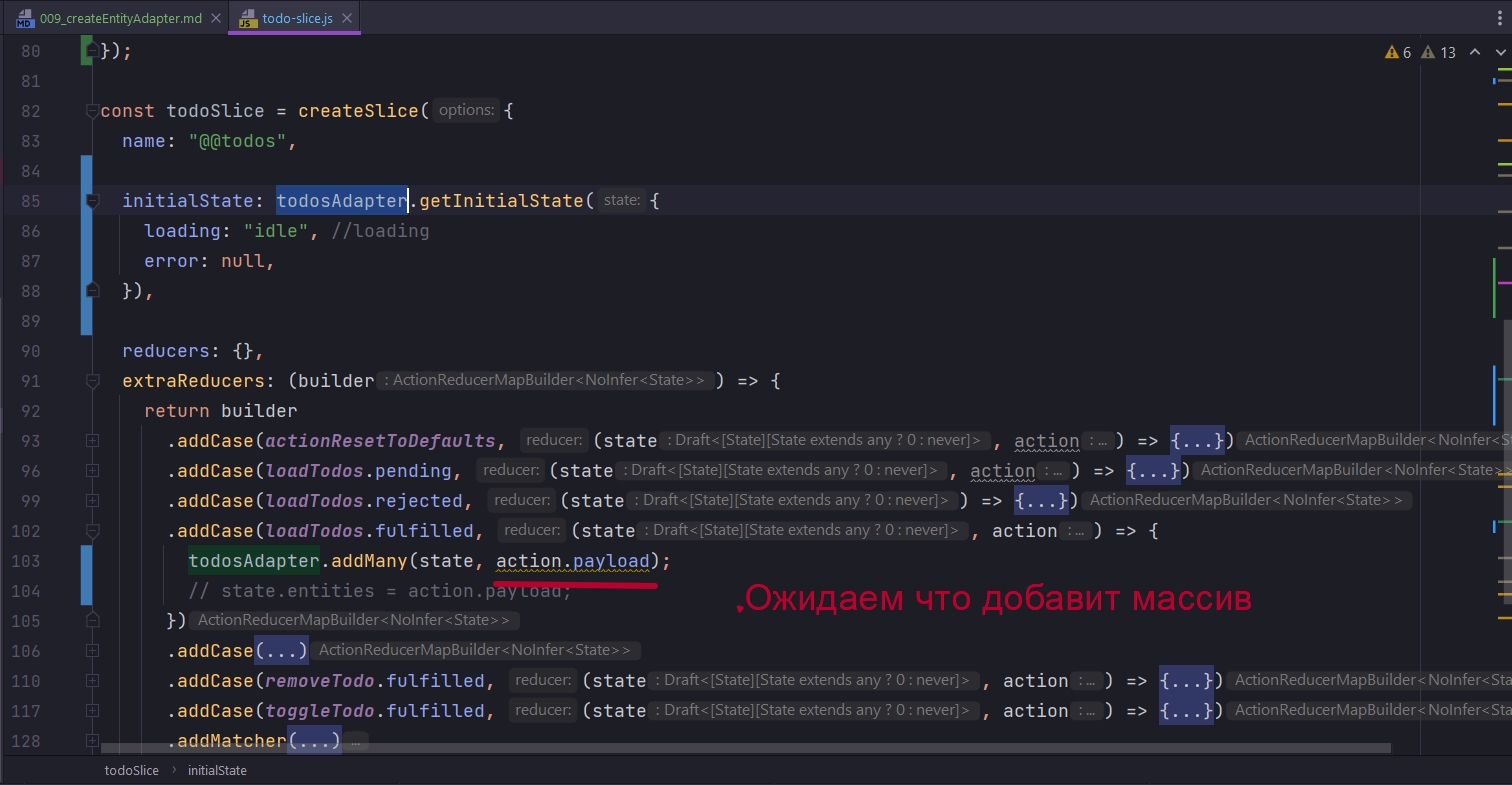 009_createEntityAdapter.md todo-slice.js
80 });
6 13
81
82 const todoSlice = createSlice( options: {
83 name: "@@todos",
84
85 initialState: todosAdapter.getInitialState( state: {
86 loading: "idle", //loading
87 error: null,
88 }),
89
90 reducers: {},
91 extraReducers: (builder : ActionReducerMapBuilder<NoInfer<State>> ) => {
92 return builder
93 .addCase(actionResetToDefaults, reducer: (state : Draft<[State][State extends any ? 0 : never]> , action : ... ) => {...}) ActionReducerMapBuilder<NoInfer<S
96 .addCase(loadTodos.pending, reducer: (state : Draft<[State][State extends any ? 0 : never]> , action : ... ) => {...}) ActionReducerMapBuilder<NoInfer<State>>
99 .addCase(loadTodos.rejected, reducer: (state : Draft<[State][State extends any ? 0 : never]> ) => {...}) ActionReducerMapBuilder<NoInfer<State>>
102 .addCase(loadTodos.fulfilled, reducer: (state : Draft<[State][State extends any ? 0 : never]> , action : ... ) => {
103 todosAdapter.addMany(state, action.payload);
104 // state.entities = action.payload;
Ожидаем что добавит массив
105 }) ActionReducerMapBuilder<NoInfer<State>>
106 .addCase(...) ActionReducerMapBuilder<NoInfer<State>>
110 .addCase(removeTodo.fulfilled, reducer: (state : Draft<[State][State extends any ? 0 : never]> , action : ... ) => {...}) ActionReducerMapBuilder<NoInfer<Sta
117 .addCase(toggleTodo.fulfilled, reducer: (state : Draft<[State][State extends any ? 0 : never]> , action : ... ) => {...}) ActionReducerMapBuilder<NoInfer<Sta
128 .addMatcher(...) ...
todoSlice › initialState